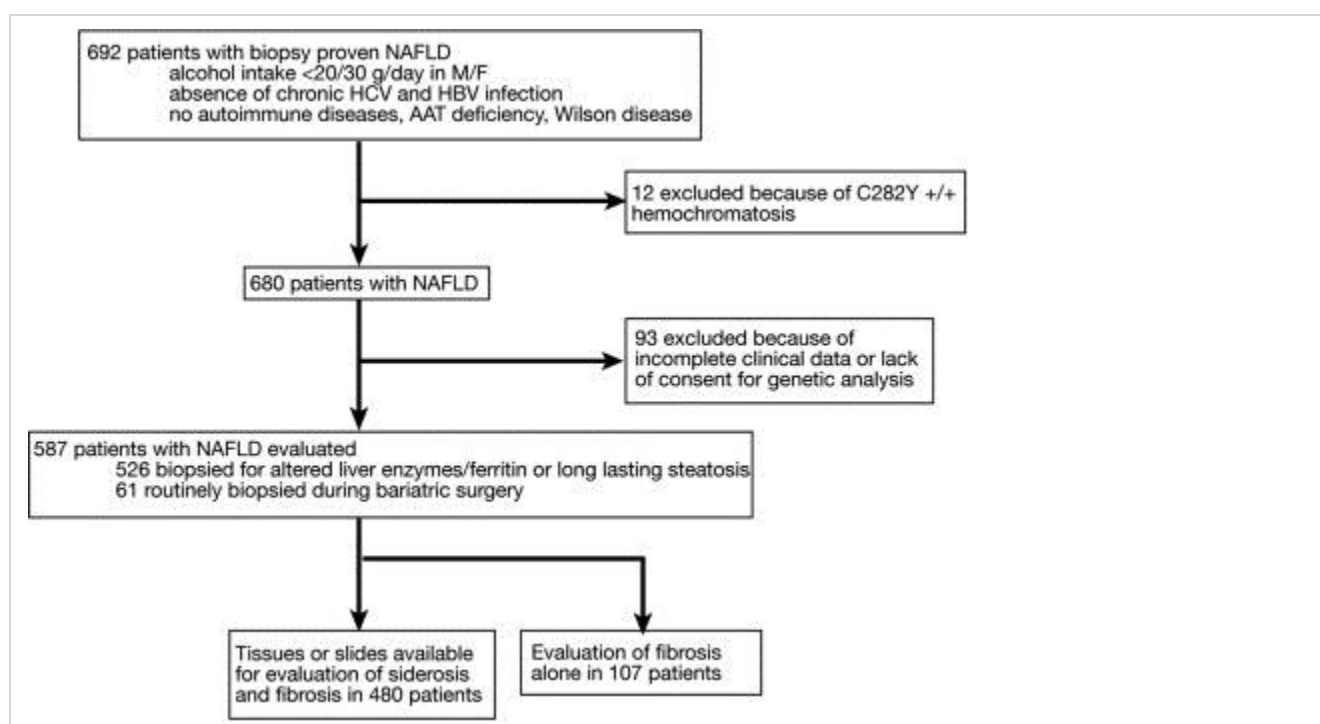 692 patients with biopsy proven NAFLD
alcohol intake <20/30 g/day in M/F
absence of chronic HCV and HBV infection
no autoimmune diseases, AAT deficiency, Wilson disease
12 excluded because of C282Y +/+
hemochromatosis
680 patients with NAFLD
93 excluded because of
incomplete clinical data or lack
of consent for genetic analysis
587 patients with NAFLD evaluated
526 biopsied for altered liver enzymes/ferritin or long lasting steatosis
61 routinely biopsied during bariatric surgery
Tissues or slides available
for evaluation of siderosis
and fibrosis in 480 patients
Evaluation of fibrosis
alone in 107 patients